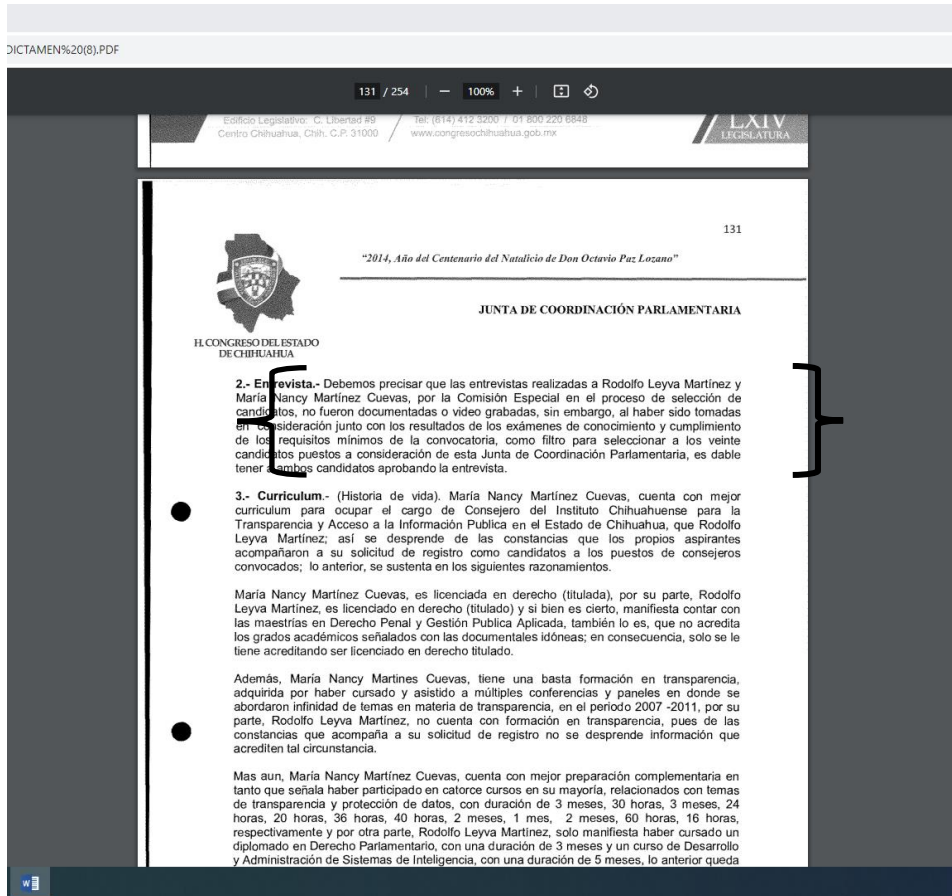 DICTAMEN%20(8).PDF
131 / 254 | − 100% + |
Edificio Legislativo: C. Libertad #9
Centro Chihuahua, Chih. C.P. 31000
Tel: (614) 412 3200 / 01 800 220 6848
www.congresochihuahua.gob.mx
LXIV
LEGISLATURA
131
"2014, Año del Centenario del Natalicio de Don Octavio Paz Lozano"
JUNTA DE COORDINACIÓN PARLAMENTARIA
H. CONGRESO DEL ESTADO
DE CHIHUAHUA
2.- Entrevista.- Debemos precisar que las entrevistas realizadas a Rodolfo Leyva Martínez y
María Nancy Martínez Cuevas, por la Comisión Especial en el proceso de selección de
candidatos, no fueron documentadas o video grabadas, sin embargo, al haber sido tomadas
en consideración junto con los resultados de los exámenes de conocimiento y cumplimiento
de los requisitos mínimos de la convocatoria, como filtro para seleccionar a los veinte
candidatos puestos a consideración de esta Junta de Coordinación Parlamentaria, es dable
tener a ambos candidatos aprobando la entrevista.
3.- Curriculum.- (Historia de vida). María Nancy Martínez Cuevas, cuenta con mejor
curriculum para ocupar el cargo de Consejero del Instituto Chihuahuense para la
Transparencia y Acceso a la Información Publica en el Estado de Chihuahua, que Rodolfo
Leyva Martínez; así se desprende de las constancias que los propios aspirantes
acompañaron a su solicitud de registro como candidatos a los puestos de consejeros
convocados; lo anterior, se sustenta en los siguientes razonamientos.
María Nancy Martínez Cuevas, es licenciada en derecho (titulada), por su parte, Rodolfo
Leyva Martínez, es licenciado en derecho (titulado) y si bien es cierto, manifiesta contar con
las maestrías en Derecho Penal y Gestión Publica Aplicada, también lo es, que no acredita
los grados académicos señalados con las documentales idóneas; en consecuencia, solo se le
tiene acreditando ser licenciado en derecho titulado.
Además, María Nancy Martines Cuevas, tiene una basta formación en transparencia,
adquirida por haber cursado y asistido a múltiples conferencias y paneles en donde se
abordaron infinidad de temas en materia de transparencia, en el periodo 2007 -2011, por su
parte, Rodolfo Leyva Martínez, no cuenta con formación en transparencia, pues de las
constancias que acompaña a su solicitud de registro no se desprende información que
acrediten tal circunstancia.
Mas aun, María Nancy Martínez Cuevas, cuenta con mejor preparación complementaria en
tanto que señala haber participado en catorce cursos en su mayoría, relacionados con temas
de transparencia y protección de datos, con duración de 3 meses, 30 horas, 3 meses, 24
horas, 20 horas, 36 horas, 40 horas, 2 meses, 1 mes, 2 meses, 60 horas, 16 horas,
respectivamente y por otra parte, Rodolfo Leyva Martínez, solo manifiesta haber cursado un
diplomado en Derecho Parlamentario, con una duración de 3 meses y un curso de Desarrollo
y Administración de Sistemas de Inteligencia, con una duración de 5 meses, lo anterior queda